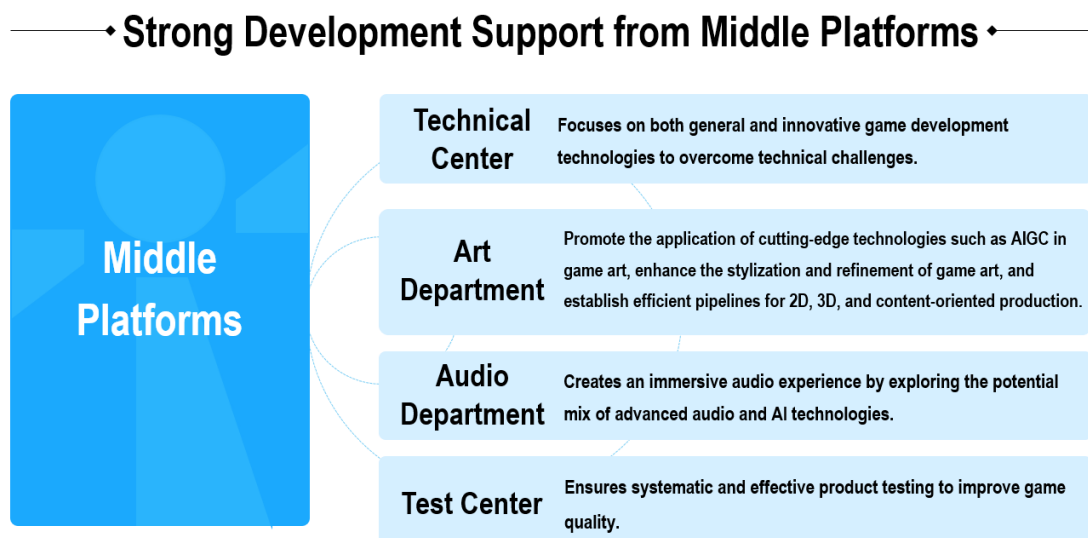 Strong Development Support from Middle Platforms
Middle
Platforms
Technical
Center
Focuses on both general and innovative game development
technologies to overcome technical challenges.
Art
Department
Promote the application of cutting-edge technologies such as AIGC in
game art, enhance the stylization and refinement of game art, and
establish efficient pipelines for 2D, 3D, and content-oriented production.
Audio
Department
Creates an immersive audio experience by exploring the potential
mix of advanced audio and AI technologies.
Test Center
Ensures systematic and effective product testing to improve game
quality.